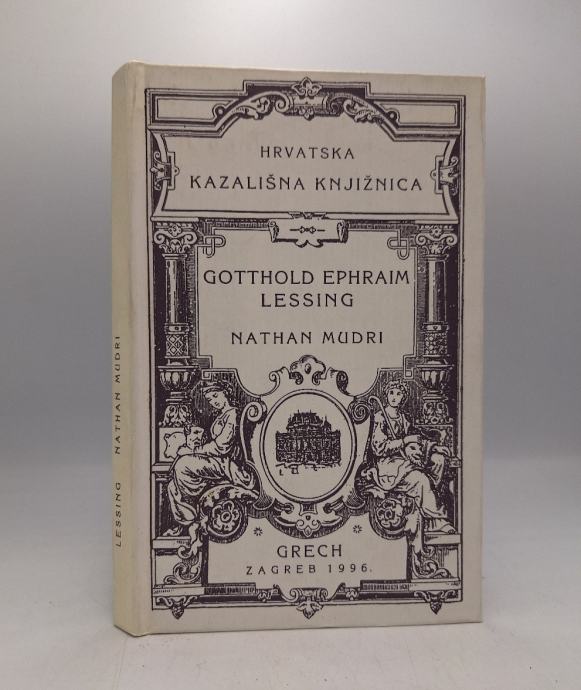 HRVATSKA
KAZALIŠNA KNJIŽNICA
GOTTHOLD EPHRAIM
LESSING
NATHAN MUDRI
GRECH
ZAGREB 1996.
LESSING NATHAN MUDRI